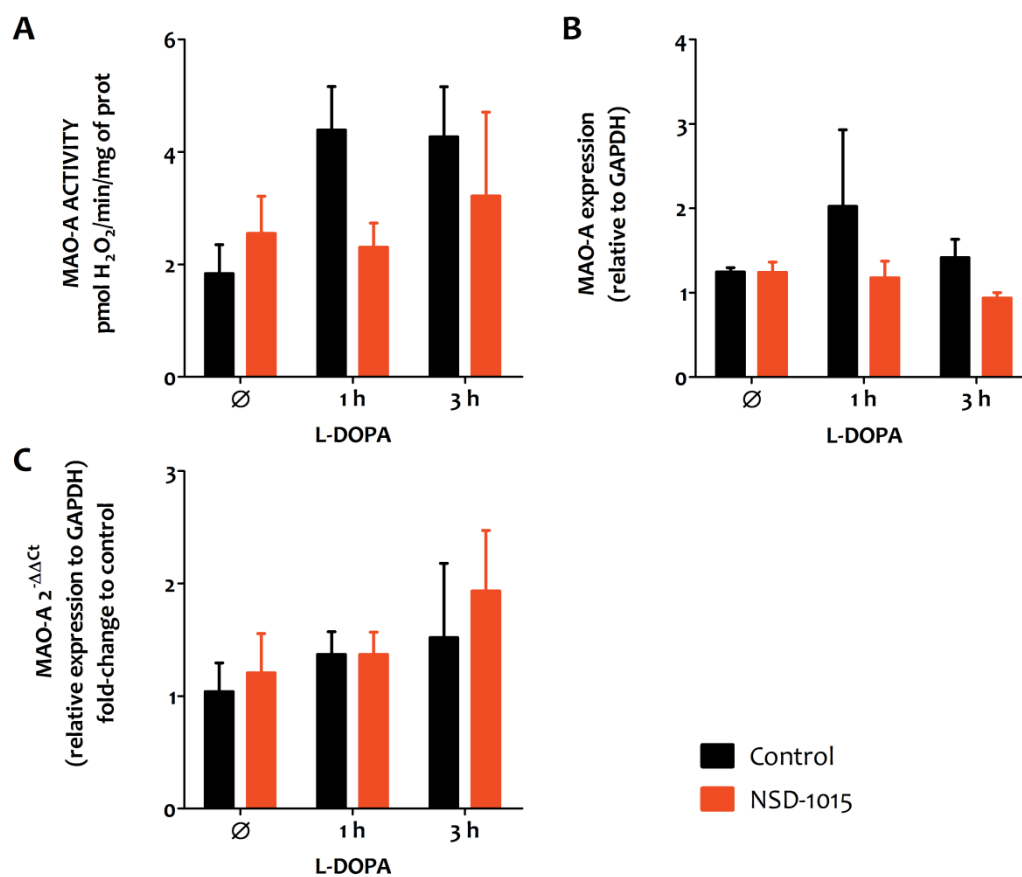 A
MAO-A ACTIVITY
pmol H₂O₂/min/mg of prot
6
4
2
0
∅ 1 h 3 h
L-DOPA
B
MAO-A expression
(relative to GAPDH)
4
3
2
1
0
∅ 1 h 3 h
L-DOPA
C
MAO-A 2^-ΔΔCt
(relative expression to GAPDH)
fold-change to control
3
2
1
0
∅ 1 h 3 h
L-DOPA
Control
NSD-1015